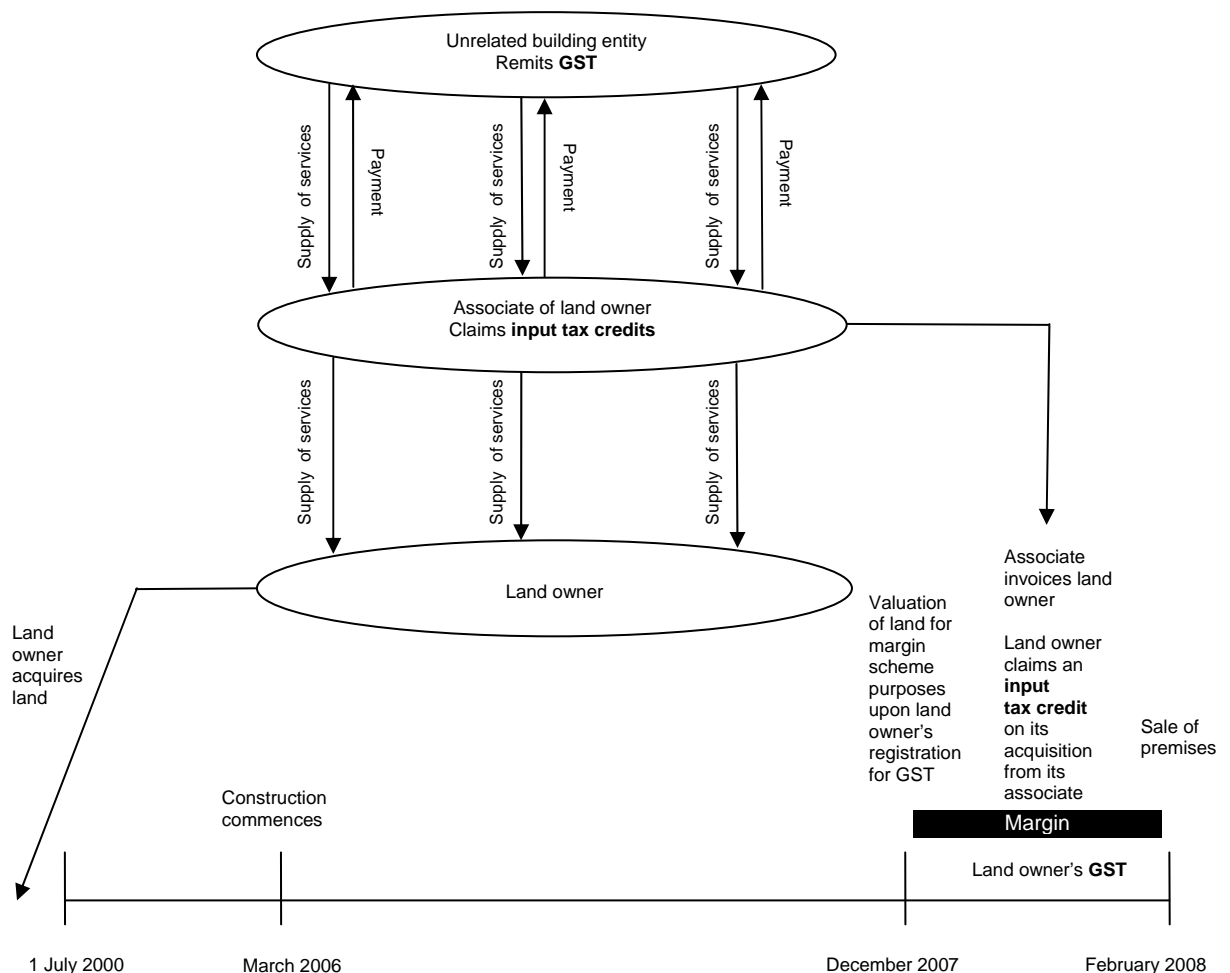 Unrelated building entity
Remits GST
Supply of services
Payment
Supply of services
Payment
Supply of services
Payment
Associate of land owner
Claims input tax credits
Supply of services
Supply of services
Supply of services
Land owner
Land
owner
acquires
land
Construction
commences
Valuation
of land for
margin
scheme
purposes
upon land
owner's
registration
for GST
Associate
invoices land
owner
Land owner
claims an
input
tax credit
on its
acquisition
from its
associate
Sale of
premises
Margin
Land owner's GST
1 July 2000
March 2006
December 2007
February 2008